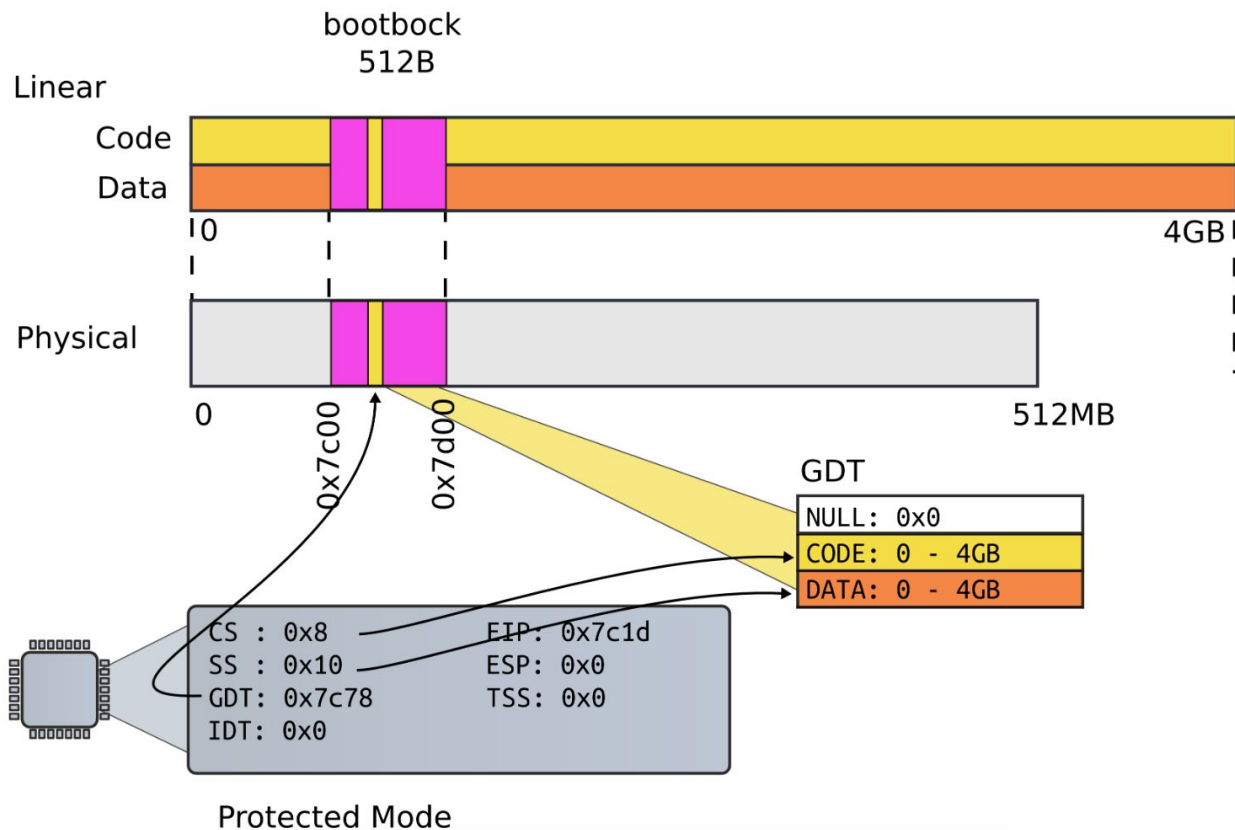 bootbock
512B
Linear
Code
Data
0
4GB
Physical
0
512MB
0x7c00
0x7d00
GDT
NULL: 0x0
CODE: 0 - 4GB
DATA: 0 - 4GB
CS : 0x8
EIP: 0x7c1d
SS : 0x10
ESP: 0x0
GDT: 0x7c78
TSS: 0x0
IDT: 0x0
Protected Mode